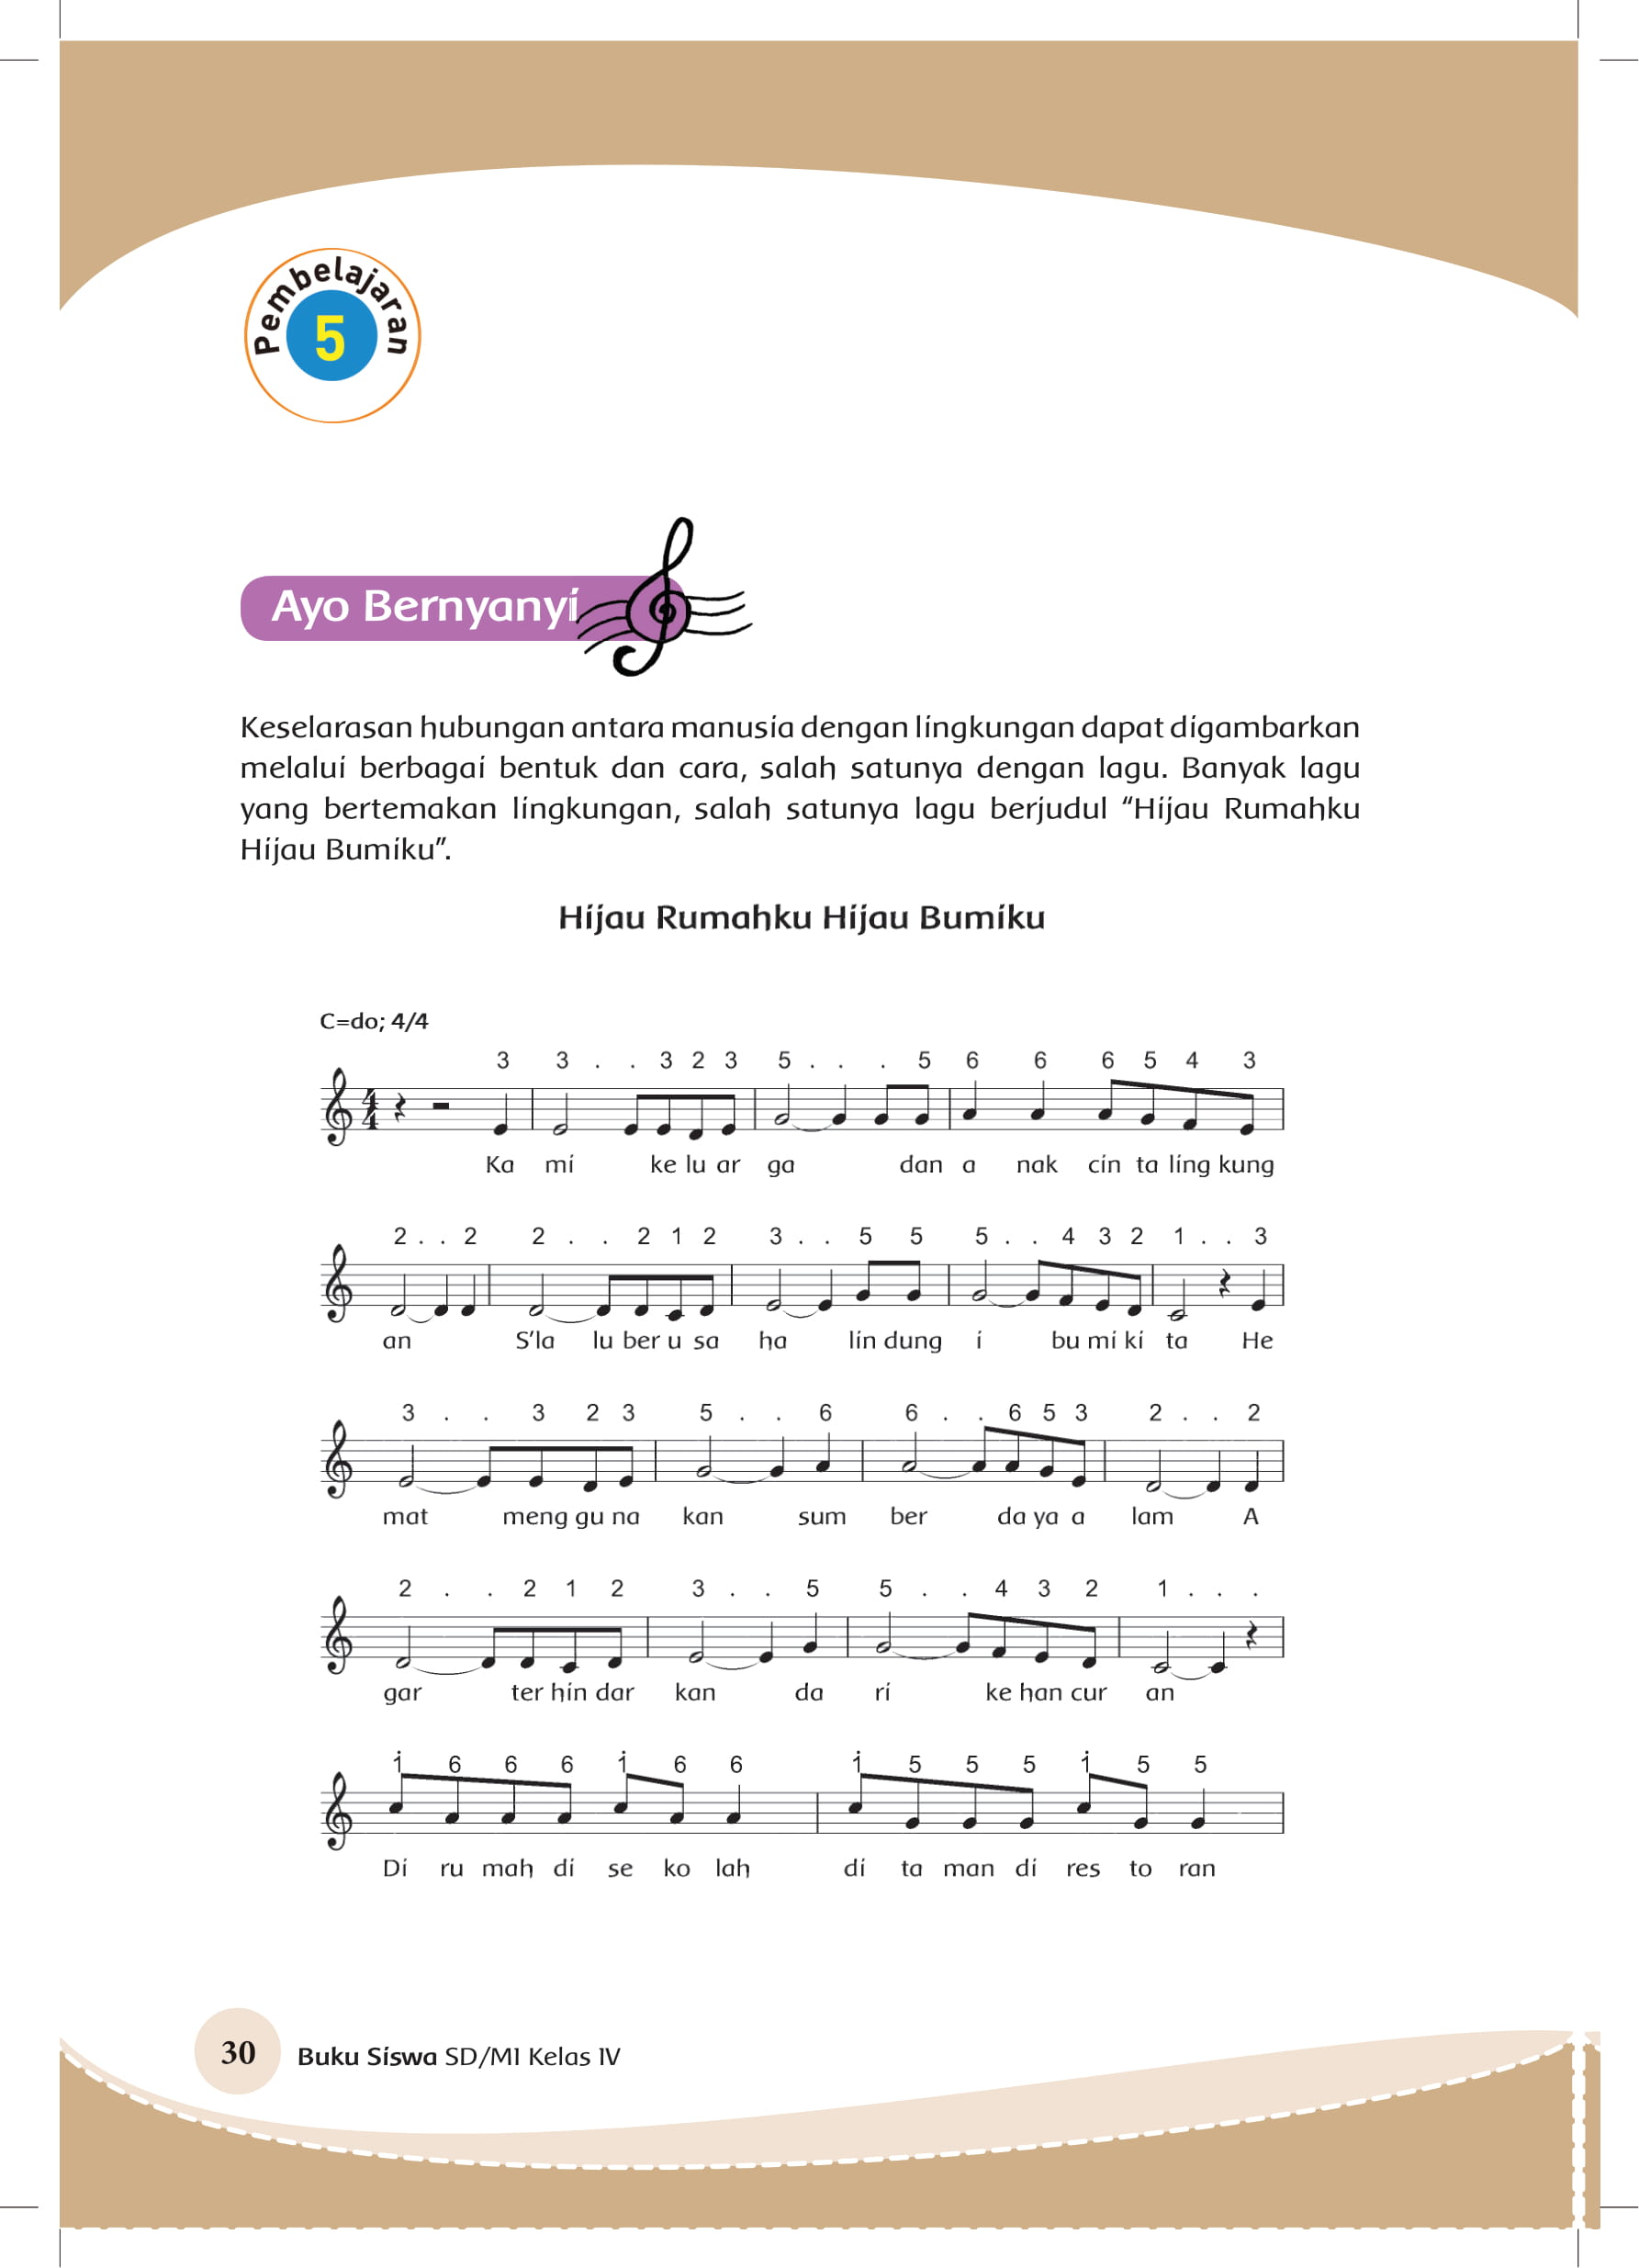 Pembelajaran
5
Ayo Bernyanyi
Keselarasan hubungan antara manusia dengan lingkungan dapat digambarkan
melalui berbagai bentuk dan cara, salah satunya dengan lagu. Banyak lagu
yang bertemakan lingkungan, salah satunya lagu berjudul “Hijau Rumahku
Hijau Bumiku”.
Hijau Rumahku Hijau Bumiku
C=do; 4/4
3 3 . . 3 2 3 5 . . . 5 6 6 6 5 4 3
4
4
Ka mi ke lu ar ga dan a nak cin ta ling kung
2 . . 2 2 . . 2 1 2 3 . . 5 5 5 . . 4 3 2 1 . . 3
an S’la lu ber u sa ha lin dung i bu mi ki ta He
3 . . 3 2 3 5 . . 6 6 . . 6 5 3 2 . . 2
mat meng gu na kan sum ber da ya a lam A
2 . . 2 1 2 3 . . 5 5 . . 4 3 2 1 . . .
gar ter hin dar kan da ri ke han cur an
1̇ 6 6 6 1̇ 6 6 1̇ 5 5 5 1̇ 5 5
Di ru mah di se ko lah di ta man di res to ran
30 Buku Siswa SD/MI Kelas IV